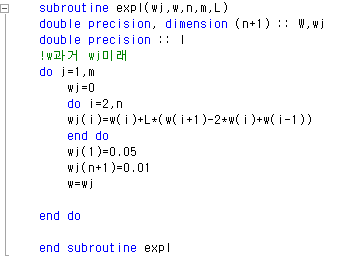 subroutine expl(wj,w,n,m,L)
double precision, dimension (n+1) :: W,wj
double precision :: l
!w과거 wj미래
do j=1,m
wj=0
do i=2,n
wj(i)=w(i)+L*(w(i+1)-2*w(i)+w(i-1))
end do
wj(1)=0.05
wj(n+1)=0.01
w=wj
end do
end subroutine expl